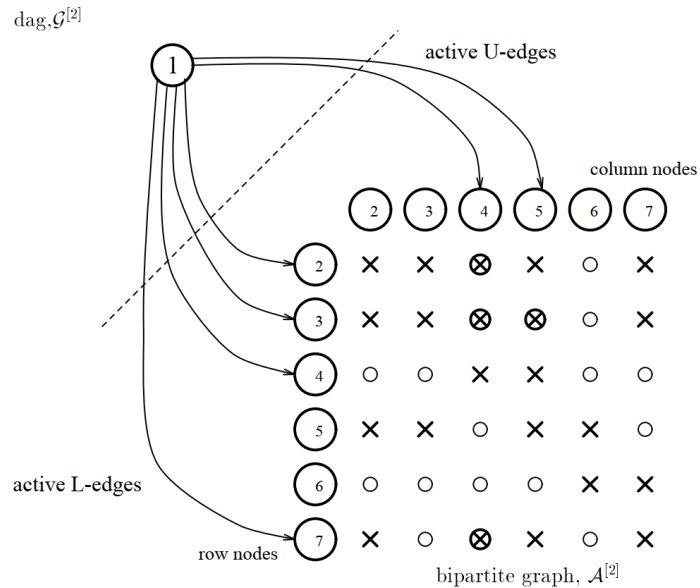 dag,𝒢[2]
active U-edges
1
column nodes
2 3 4 5 6 7
2
3
4
5
6
7
active L-edges
row nodes
bipartite graph, 𝒜[2]